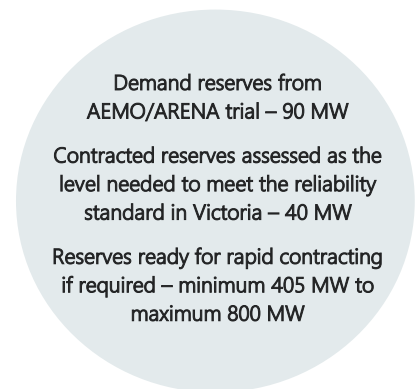 Demand reserves from
AEMO/ARENA trial – 90 MW
Contracted reserves assessed as the
level needed to meet the reliability
standard in Victoria – 40 MW
Reserves ready for rapid contracting
if required – minimum 405 MW to
maximum 800 MW